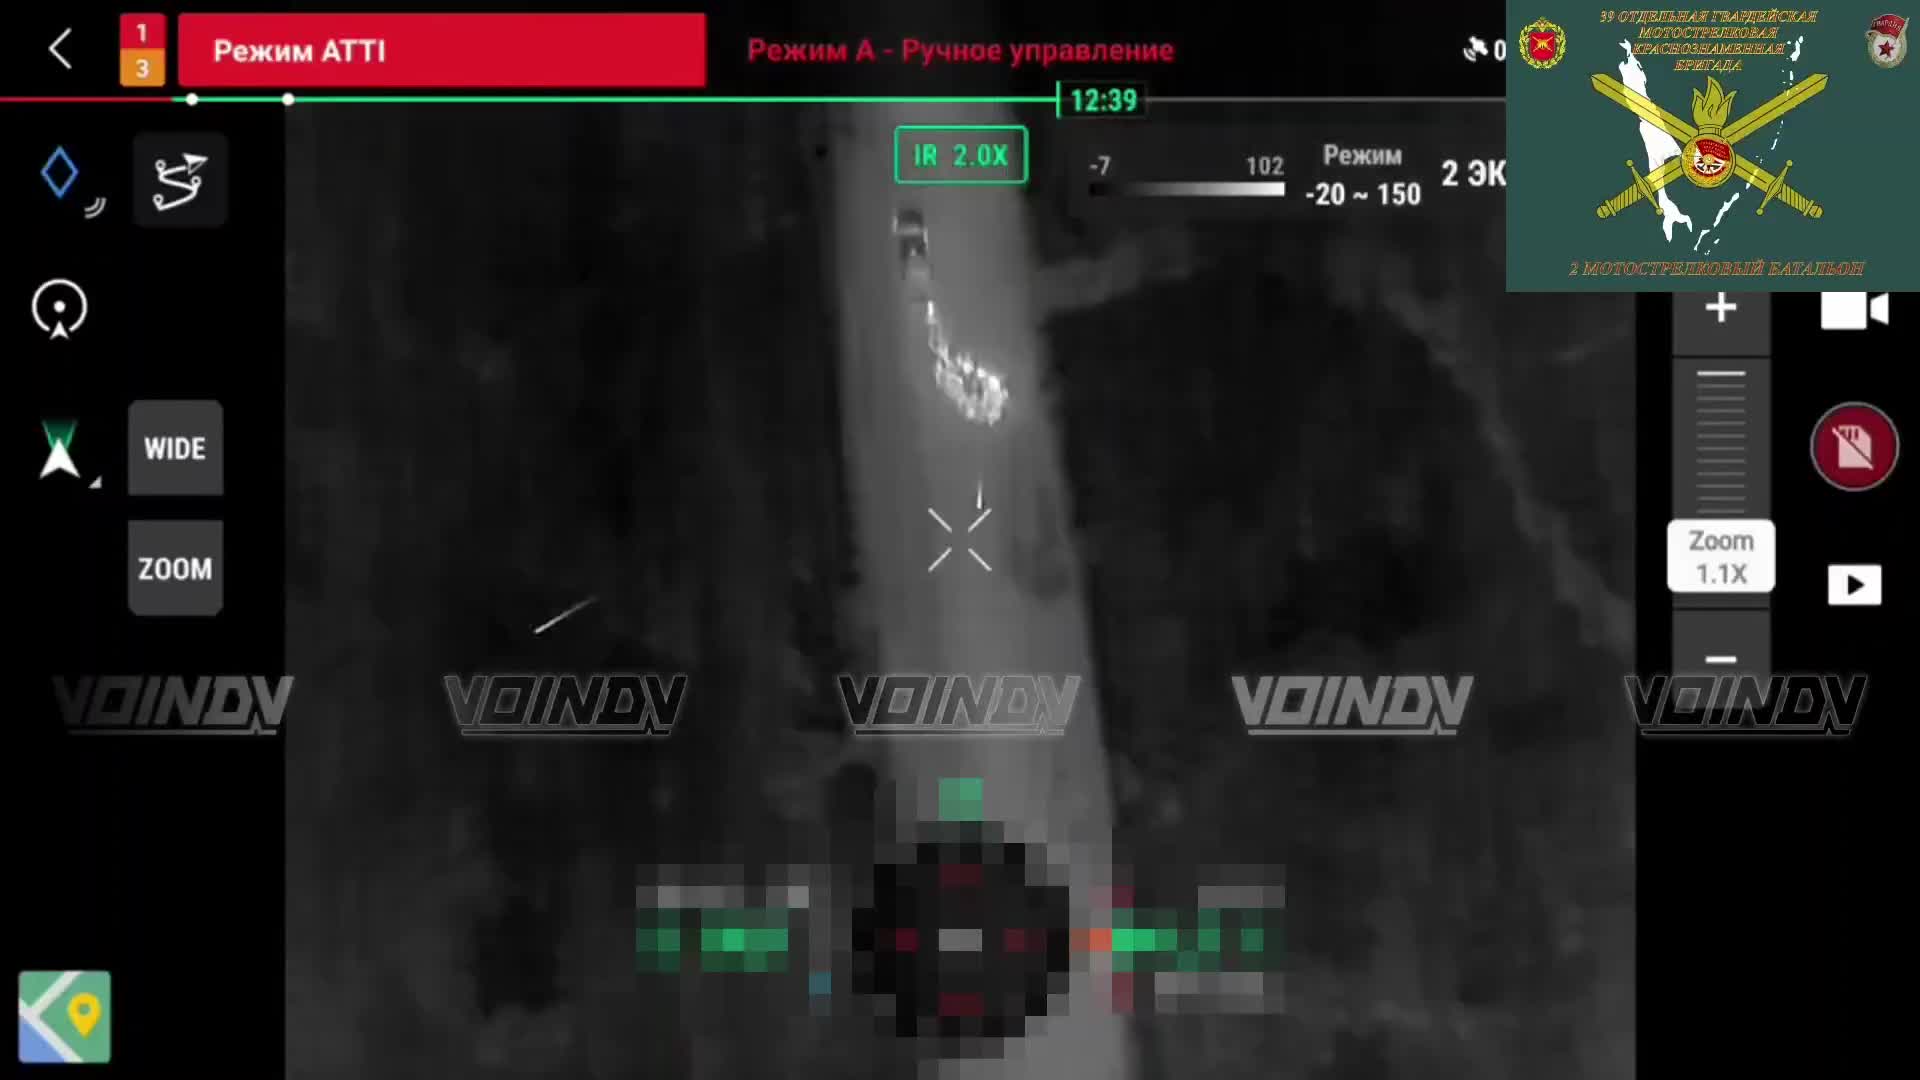 1
3
Режим ATTI
Режим A - Ручное управление
0
12:39
IR 2.0X
-7 102
Режим
-20 ~ 150
2 ЭК
39 ОТДЕЛЬНАЯ ГВАРДЕЙСКАЯ
МОТОСТРЕЛКОВАЯ
КРАСНОЗНАМЕННАЯ
БРИГАДА
ГВАРДИЯ
2 МОТОСТРЕЛКОВЫЙ БАТАЛЬОН
WIDE
ZOOM
+
Zoom
1.1X
−
VOINDV VOINDV VOINDV VOINDV VOINDV